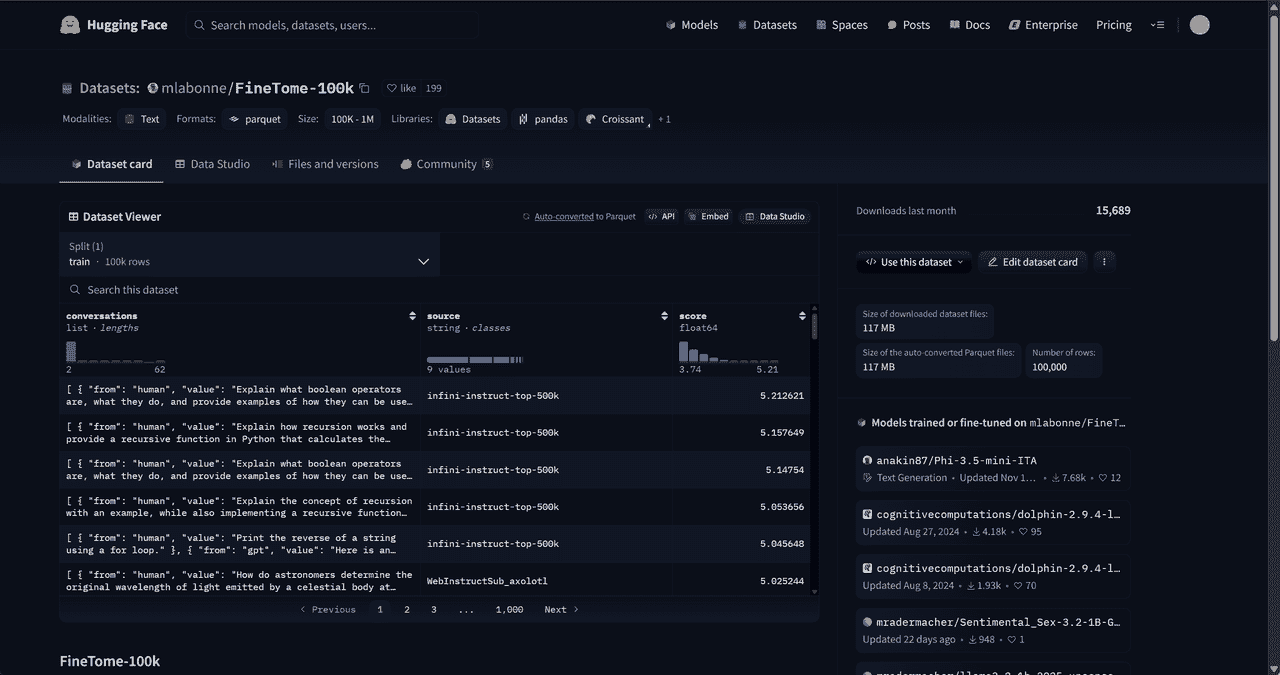 Hugging Face
Search models, datasets, users...
Models
Datasets
Spaces
Posts
Docs
Enterprise
Pricing
Datasets: mlabonne/FineTome-100k
like 199
Modalities: Text
Formats: parquet
Size: 100K - 1M
Libraries: Datasets pandas Croissant + 1
Dataset card
Data Studio
Files and versions
Community 5
Dataset Viewer
Auto-converted to Parquet
API
Embed
Data Studio
Split (1)
train · 100k rows
Search this dataset
conversations
list · lengths
2 62
source
string · classes
9 values
score
float64
3.74 5.21
[ { "from": "human", "value": "Explain what boolean operators
are, what they do, and provide examples of how they can be use…
infini-instruct-top-500k
5.212621
[ { "from": "human", "value": "Explain how recursion works and
provide a recursive function in Python that calculates the…
infini-instruct-top-500k
5.157649
[ { "from": "human", "value": "Explain what boolean operators
are, what they do, and provide examples of how they can be use…
infini-instruct-top-500k
5.14754
[ { "from": "human", "value": "Explain the concept of recursion
with an example, while also implementing a recursive function…
infini-instruct-top-500k
5.053656
[ { "from": "human", "value": "Print the reverse of a string
using a for loop." }, { "from": "gpt", "value": "Here is an…
infini-instruct-top-500k
5.045648
[ { "from": "human", "value": "How do astronomers determine the
original wavelength of light emitted by a celestial body at…
WebInstructSub_axolotl
5.025244
Previous 1 2 3 ... 1,000 Next
FineTome-100k
Downloads last month
15,689
Use this dataset
Edit dataset card
Size of downloaded dataset files:
117 MB
Size of the auto-converted Parquet files:
117 MB
Number of rows:
100,000
Models trained or fine-tuned on mlabonne/FineT…
anakin87/Phi-3.5-mini-ITA
Text Generation • Updated Nov 1… • 7.68k • 12
cognitivecomputations/dolphin-2.9.4-l…
Updated Aug 27, 2024 • 4.18k • 95
cognitivecomputations/dolphin-2.9.4-l…
Updated Aug 8, 2024 • 1.93k • 70
mradermacher/Sentimental_Sex-3.2-1B-G…
Updated 22 days ago • 948 • 1